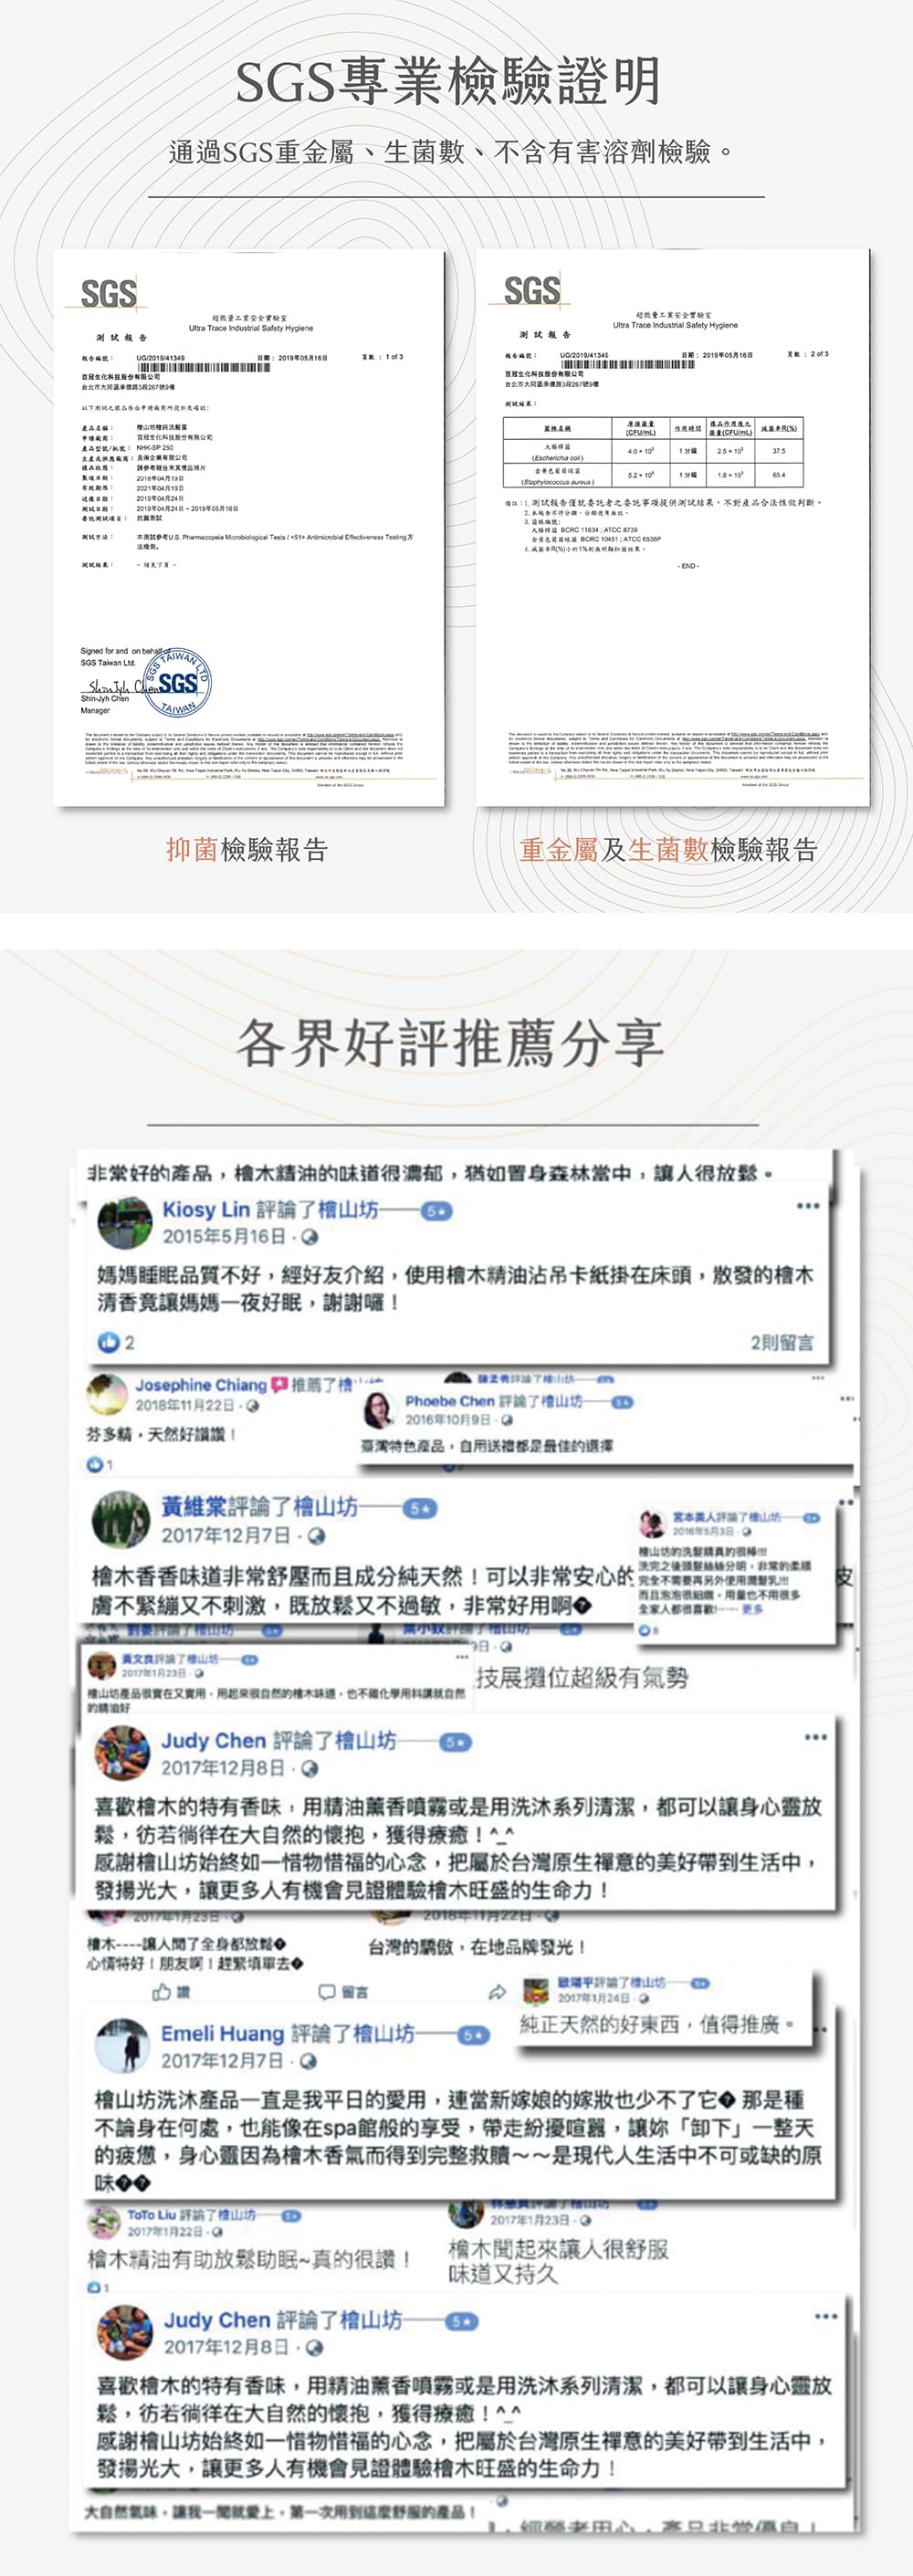 SGS專業檢驗證明
通過SGS重金屬、生菌數、不含有害溶劑檢驗。
SGS
超微量工業安全實驗室
Ultra Trace Industrial Safety Hygiene
測試報告
報告編號： UG/2019/41349 日期：2019年05月16日 頁數：1 of 3
百冠生化科技股份有限公司
台北市大同區承德路3段267號9樓
以下測試之樣品係由申請廠商所提供及確認:
產品名稱：
申請廠商： 百冠生化科技股份有限公司
產品型號/批號： NHK-SP 250
生產或供應廠商： 良侑企業有限公司
樣品狀態： 請參考報告末頁樣品照片
製造日期： 2018年04月19日
有效期限： 2021年04月19日
送樣日期： 2019年04月24日
測試日期： 2019年04月24日~2019年05月16日
委託測試項目： 抗菌測試
測試方法： 本測試參考U.S. Pharmacopeia Microbiological Tests / <51> Antimicrobial Effectiveness Testing方
法檢測。
測試結果： - 請見下頁 -
Signed for and on behalf of
SGS Taiwan Ltd.
Shin-Jyh Chen
Manager
SGS TAIWAN LTD
SGS
TAIWAN
Member of the SGS Group
抑菌檢驗報告
SGS
超微量工業安全實驗室
Ultra Trace Industrial Safety Hygiene
測試報告
報告編號： UG/2019/41349 日期：2019年05月16日 頁數：2 of 3
百冠生化科技股份有限公司
台北市大同區承德路3段267號9樓
測試結果：
菌株名稱 原接菌量(CFU/mL) 作用時間 樣品作用後之菌量(CFU/mL) 減菌率R(%)
大腸桿菌 (Escherichia coli) 4.0 × 10⁵ 1分鐘 2.5 × 10⁵ 37.5
金黃色葡萄球菌 (Staphylococcus aureus) 5.2 × 10⁵ 1分鐘 1.8 × 10⁵ 65.4
備註：1. 測試報告僅就委託者之委託事項提供測試結果，不對產品合法性做判斷。
2. 本報告不得分離，分離使用無效。
3. 菌株編號：
大腸桿菌 BCRC 11634 ; ATCC 8739
金黃色葡萄球菌 BCRC 10451 ; ATCC 6538P
- END -
Member of the SGS Group
重金屬及生菌數檢驗報告
各界好評推薦分享
非常好的產品，檜木精油的味道很濃郁，猶如置身森林當中，讓人很放鬆。
Kiosy Lin 評論了檜山坊 5★
2015年5月16日
媽媽睡眠品質不好，經好友介紹，使用檜木精油沾吊卡紙掛在床頭，散發的檜木
清香竟讓媽媽一夜好眠，謝謝囉！
2 2則留言
Josephine Chiang 推薦了檜
2018年11月22日
芬多精，天然好讚讚！
1
Phoebe Chen 評論了檜山坊 5★
2016年10月9日
臺灣特色產品，自用送禮都是最佳的選擇
黃維棠評論了檜山坊 5★
2017年12月7日
檜木香香味道非常舒壓而且成分純天然！可以非常安心的 皮
膚不緊繃又不刺激，既放鬆又不過敏，非常好用啊�
宮本美人評論了檜山坊 5★
2016年5月3日
檜山坊的洗髮精真的很棒!!!
洗完之後頭髮絲絲分明，非常的柔順
完全不需要再另外使用潤髮乳!!!
而且泡泡很細緻，用量也不用很多
全家人都很喜歡!⋯⋯ 更多
8
黃文良評論了檜山坊 5★
2017年1月23日
檜山坊產品很實在又實用，用起來很自然的檜木味道，也不雜化學用料講就自然
的精油好
技展攤位超級有氣勢
Judy Chen 評論了檜山坊 5★
2017年12月8日
喜歡檜木的特有香味，用精油薰香噴霧或是用洗沐系列清潔，都可以讓身心靈放
鬆，彷若徜徉在大自然的懷抱，獲得療癒！^_^
感謝檜山坊始終如一惜物惜福的心念，把屬於台灣原生禪意的美好帶到生活中，
發揚光大，讓更多人有機會見證體驗檜木旺盛的生命力！
2017年1月23日
檜木----讓人聞了全身都放鬆�
心情特好！朋友啊！趕緊填單去�
2018年11月22日
台灣的驕傲，在地品牌發光！
讚 留言
歐陽平評論了檜山坊 5★
2017年1月24日
純正天然的好東西，值得推廣。
Emeli Huang 評論了檜山坊 5★
2017年12月7日
檜山坊洗沐產品一直是我平日的愛用，連當新嫁娘的嫁妝也少不了它� 那是種
不論身在何處，也能像在spa館般的享受，帶走紛擾喧囂，讓妳「卸下」一整天
的疲憊，身心靈因為檜木香氣而得到完整救贖～～是現代人生活中不可或缺的原
味��
ToTo Liu 評論了檜山坊 5★
2017年1月22日
檜木精油有助放鬆助眠~真的很讚！
1
2017年1月23日
檜木聞起來讓人很舒服
味道又持久
Judy Chen 評論了檜山坊 5★
2017年12月8日
喜歡檜木的特有香味，用精油薰香噴霧或是用洗沐系列清潔，都可以讓身心靈放
鬆，彷若徜徉在大自然的懷抱，獲得療癒！^_^
感謝檜山坊始終如一惜物惜福的心念，把屬於台灣原生禪意的美好帶到生活中，
發揚光大，讓更多人有機會見證體驗檜木旺盛的生命力！
大自然氣味，讓我一聞就愛上，第一次用到這麼舒服的產品！